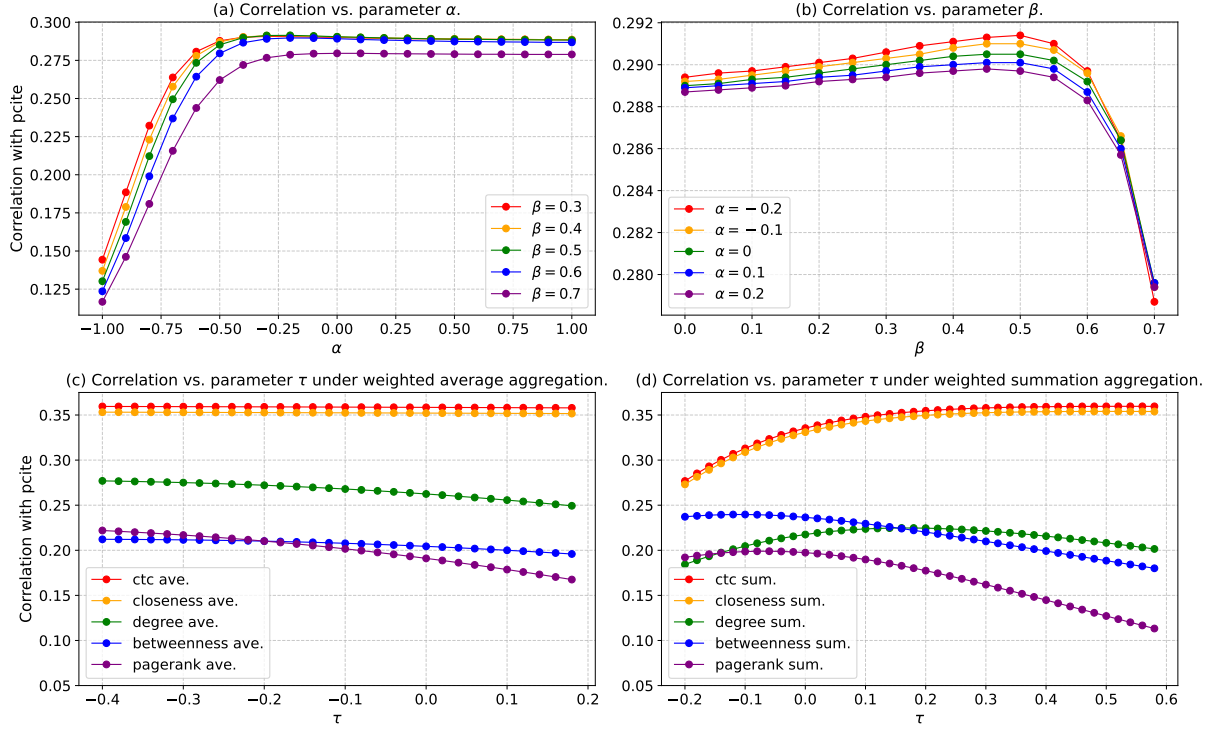 (a) Correlation vs. parameter α.
Correlation with pcite
0.300
0.275
0.250
0.225
0.200
0.175
0.150
0.125
−1.00 −0.75 −0.50 −0.25 0.00 0.25 0.50 0.75 1.00
α
β = 0.3
β = 0.4
β = 0.5
β = 0.6
β = 0.7
(b) Correlation vs. parameter β.
0.292
0.290
0.288
0.286
0.284
0.282
0.280
0.0 0.1 0.2 0.3 0.4 0.5 0.6 0.7
β
α = −0.2
α = −0.1
α = 0
α = 0.1
α = 0.2
(c) Correlation vs. parameter τ under weighted average aggregation.
Correlation with pcite
0.35
0.30
0.25
0.20
0.15
0.10
0.05
−0.4 −0.3 −0.2 −0.1 0.0 0.1 0.2
τ
ctc ave.
closeness ave.
degree ave.
betweenness ave.
pagerank ave.
(d) Correlation vs. parameter τ under weighted summation aggregation.
0.35
0.30
0.25
0.20
0.15
0.10
0.05
−0.2 −0.1 0.0 0.1 0.2 0.3 0.4 0.5 0.6
τ
ctc sum.
closeness sum.
degree sum.
betweenness sum.
pagerank sum.